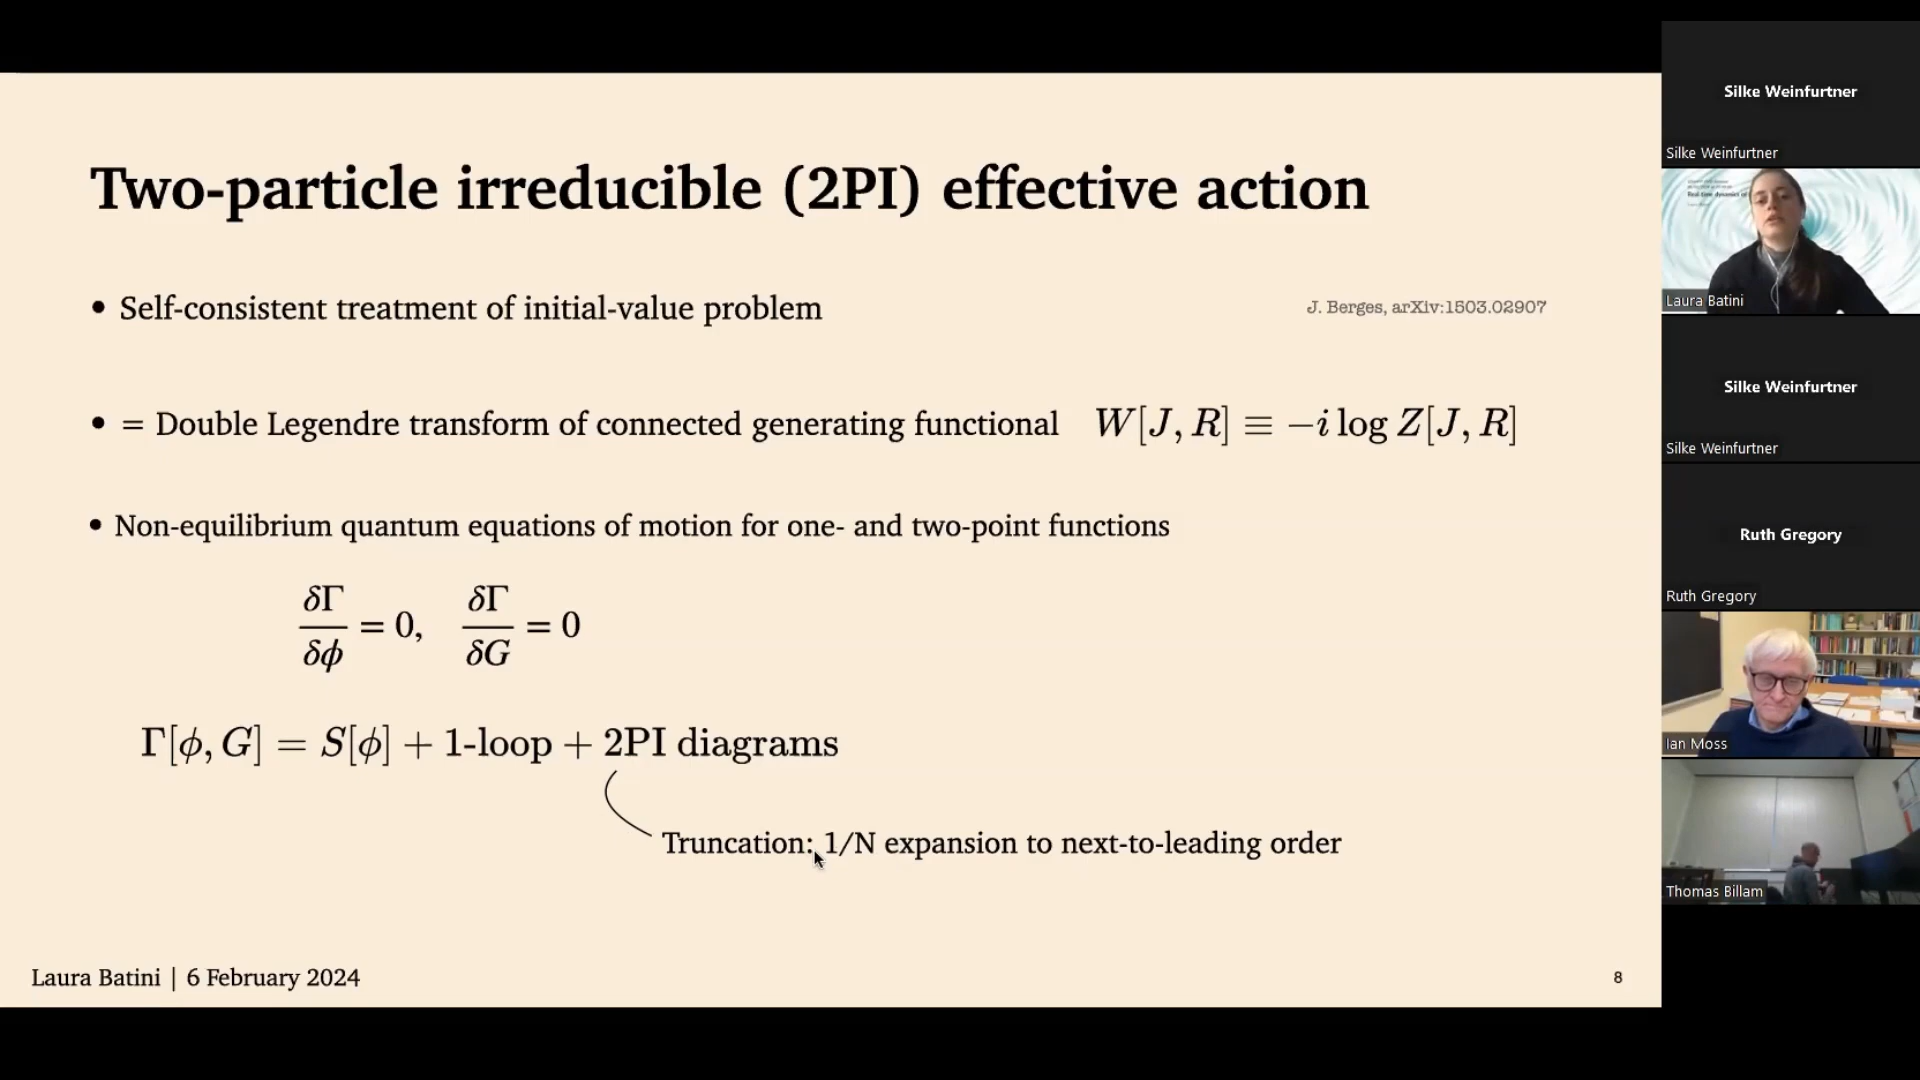 Two-particle irreducible (2PI) effective action
• Self-consistent treatment of initial-value problem
J. Berges, arXiv:1503.02907
• = Double Legendre transform of connected generating functional W[J, R] ≡ −i log Z[J, R]
• Non-equilibrium quantum equations of motion for one- and two-point functions
δΓ/δϕ = 0, δΓ/δG = 0
Γ[ϕ, G] = S[ϕ] + 1-loop + 2PI diagrams
Truncation: 1/N expansion to next-to-leading order
Laura Batini | 6 February 2024
8
Silke Weinfurtner
Silke Weinfurtner
Laura Batini
Silke Weinfurtner
Silke Weinfurtner
Ruth Gregory
Ruth Gregory
Ian Moss
Thomas Billam